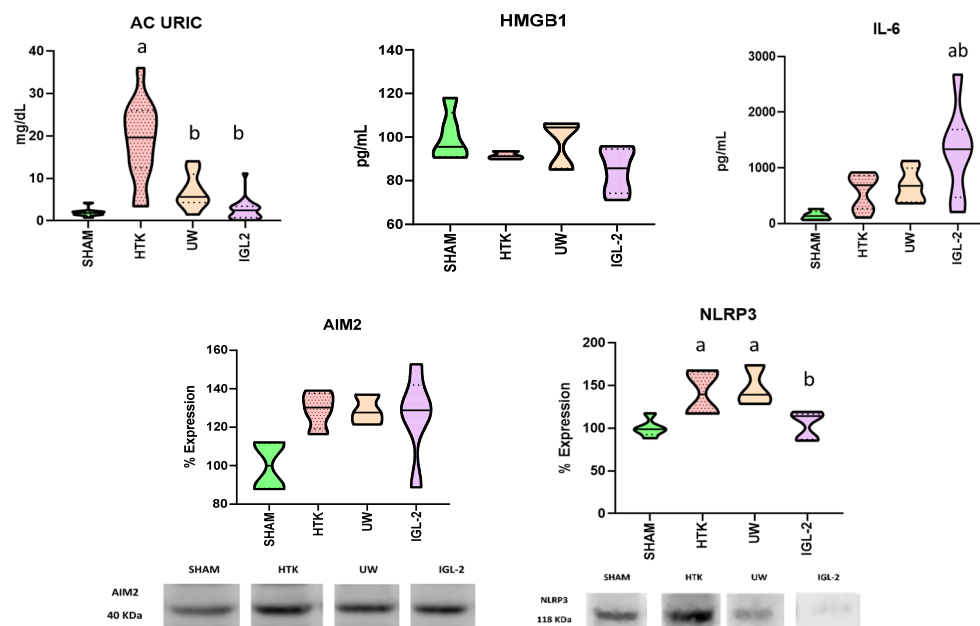 AC URIC
mg/dL
40
30
20
10
0
a
b
b
SHAM
HTK
UW
IGL2
HMGB1
pg/mL
140
120
100
80
60
SHAM
HTK
UW
IGL-2
IL-6
pg/mL
3000
2000
1000
0
ab
SHAM
HTK
UW
IGL-2
AIM2
% Expression
160
140
120
100
80
SHAM
HTK
UW
IGL-2
NLRP3
% Expression
200
150
100
50
0
a
a
b
SHAM
HTK
UW
IGL-2
SHAM HTK UW IGL-2
AIM2
40 KDa
SHAM HTK UW IGL-2
NLRP3
118 KDa